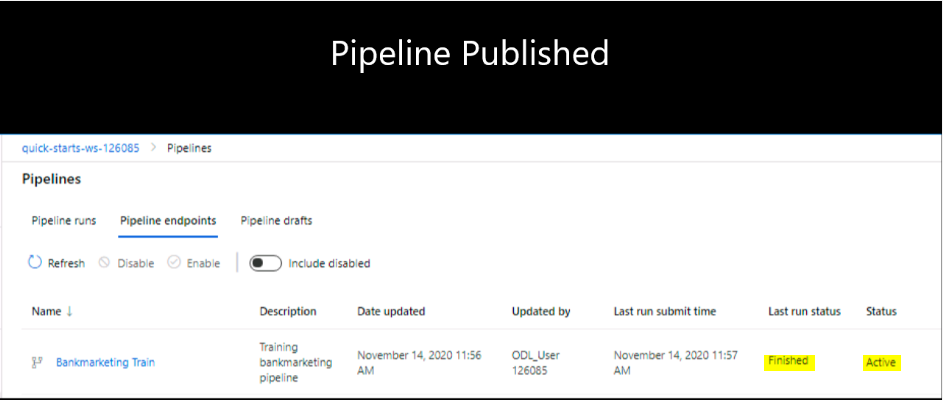 Pipeline Published
quick-starts-ws-126085 > Pipelines
Pipelines
Pipeline runs Pipeline endpoints Pipeline drafts
Refresh Disable Enable Include disabled
Name ↓ Description Date updated Updated by Last run submit time Last run status Status
Bankmarketing Train Training bankmarketing pipeline November 14, 2020 11:56 AM ODL_User 126085 November 14, 2020 11:57 AM Finished Active